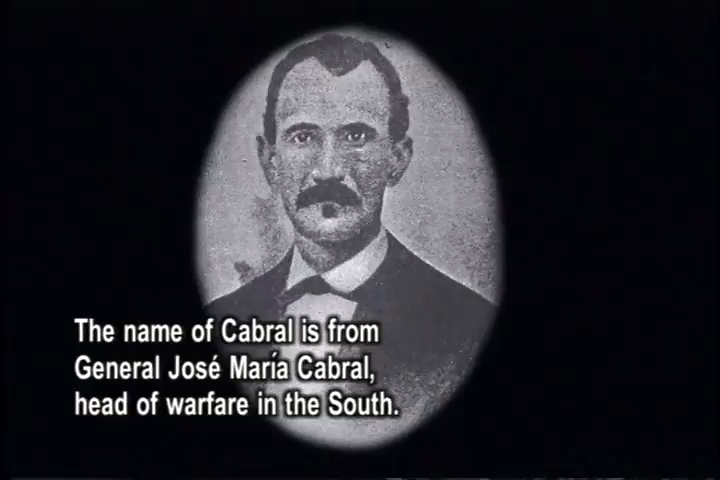 The name of Cabral is from
General José María Cabral,
head of warfare in the South.